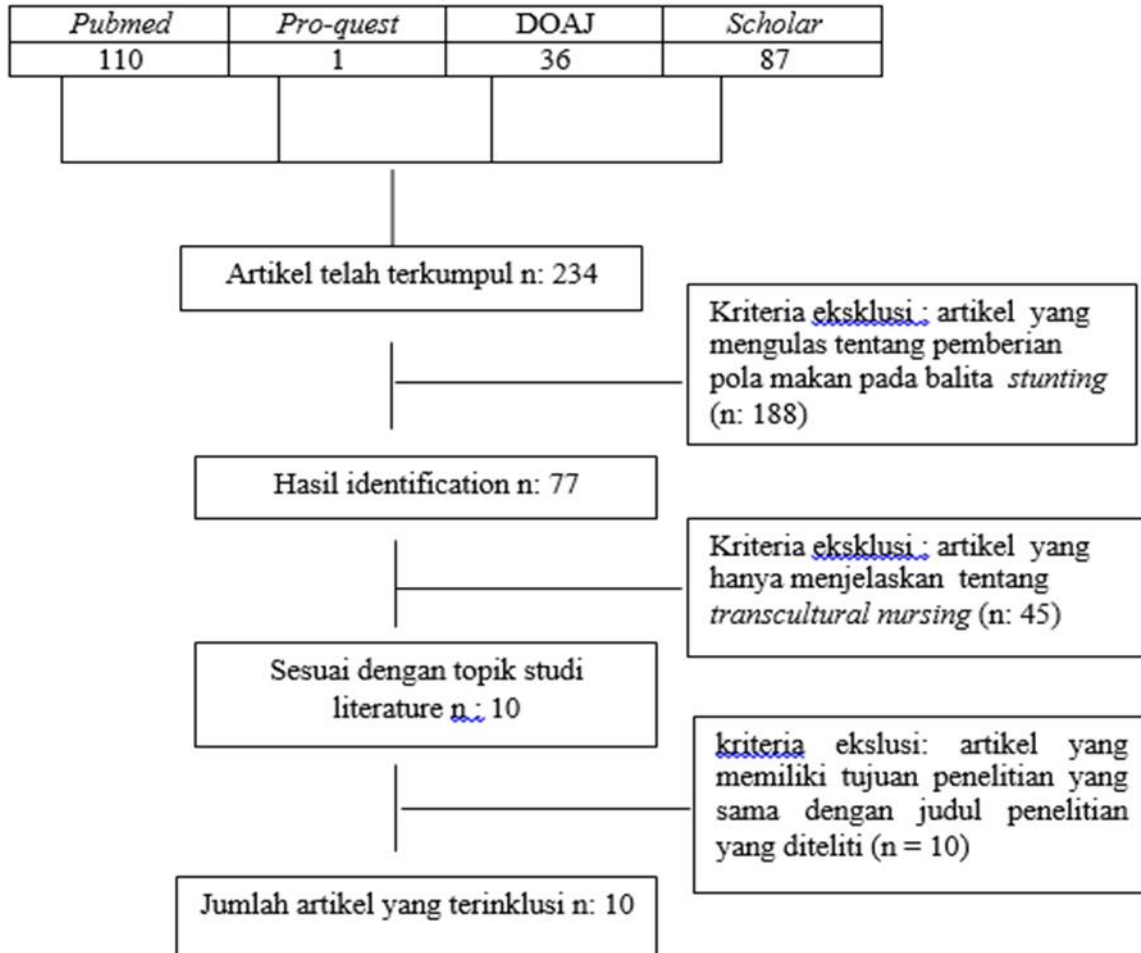 Pubmed Pro-quest DOAJ Scholar
110 1 36 87
Artikel telah terkumpul n: 234
Kriteria eksklusi : artikel yang
mengulas tentang pemberian
pola makan pada balita stunting
(n: 188)
Hasil identification n: 77
Kriteria eksklusi : artikel yang
hanya menjelaskan tentang
transcultural nursing (n: 45)
Sesuai dengan topik studi
literature n : 10
kriteria ekslusi: artikel yang
memiliki tujuan penelitian yang
sama dengan judul penelitian
yang diteliti (n = 10)
Jumlah artikel yang terinklusi n: 10